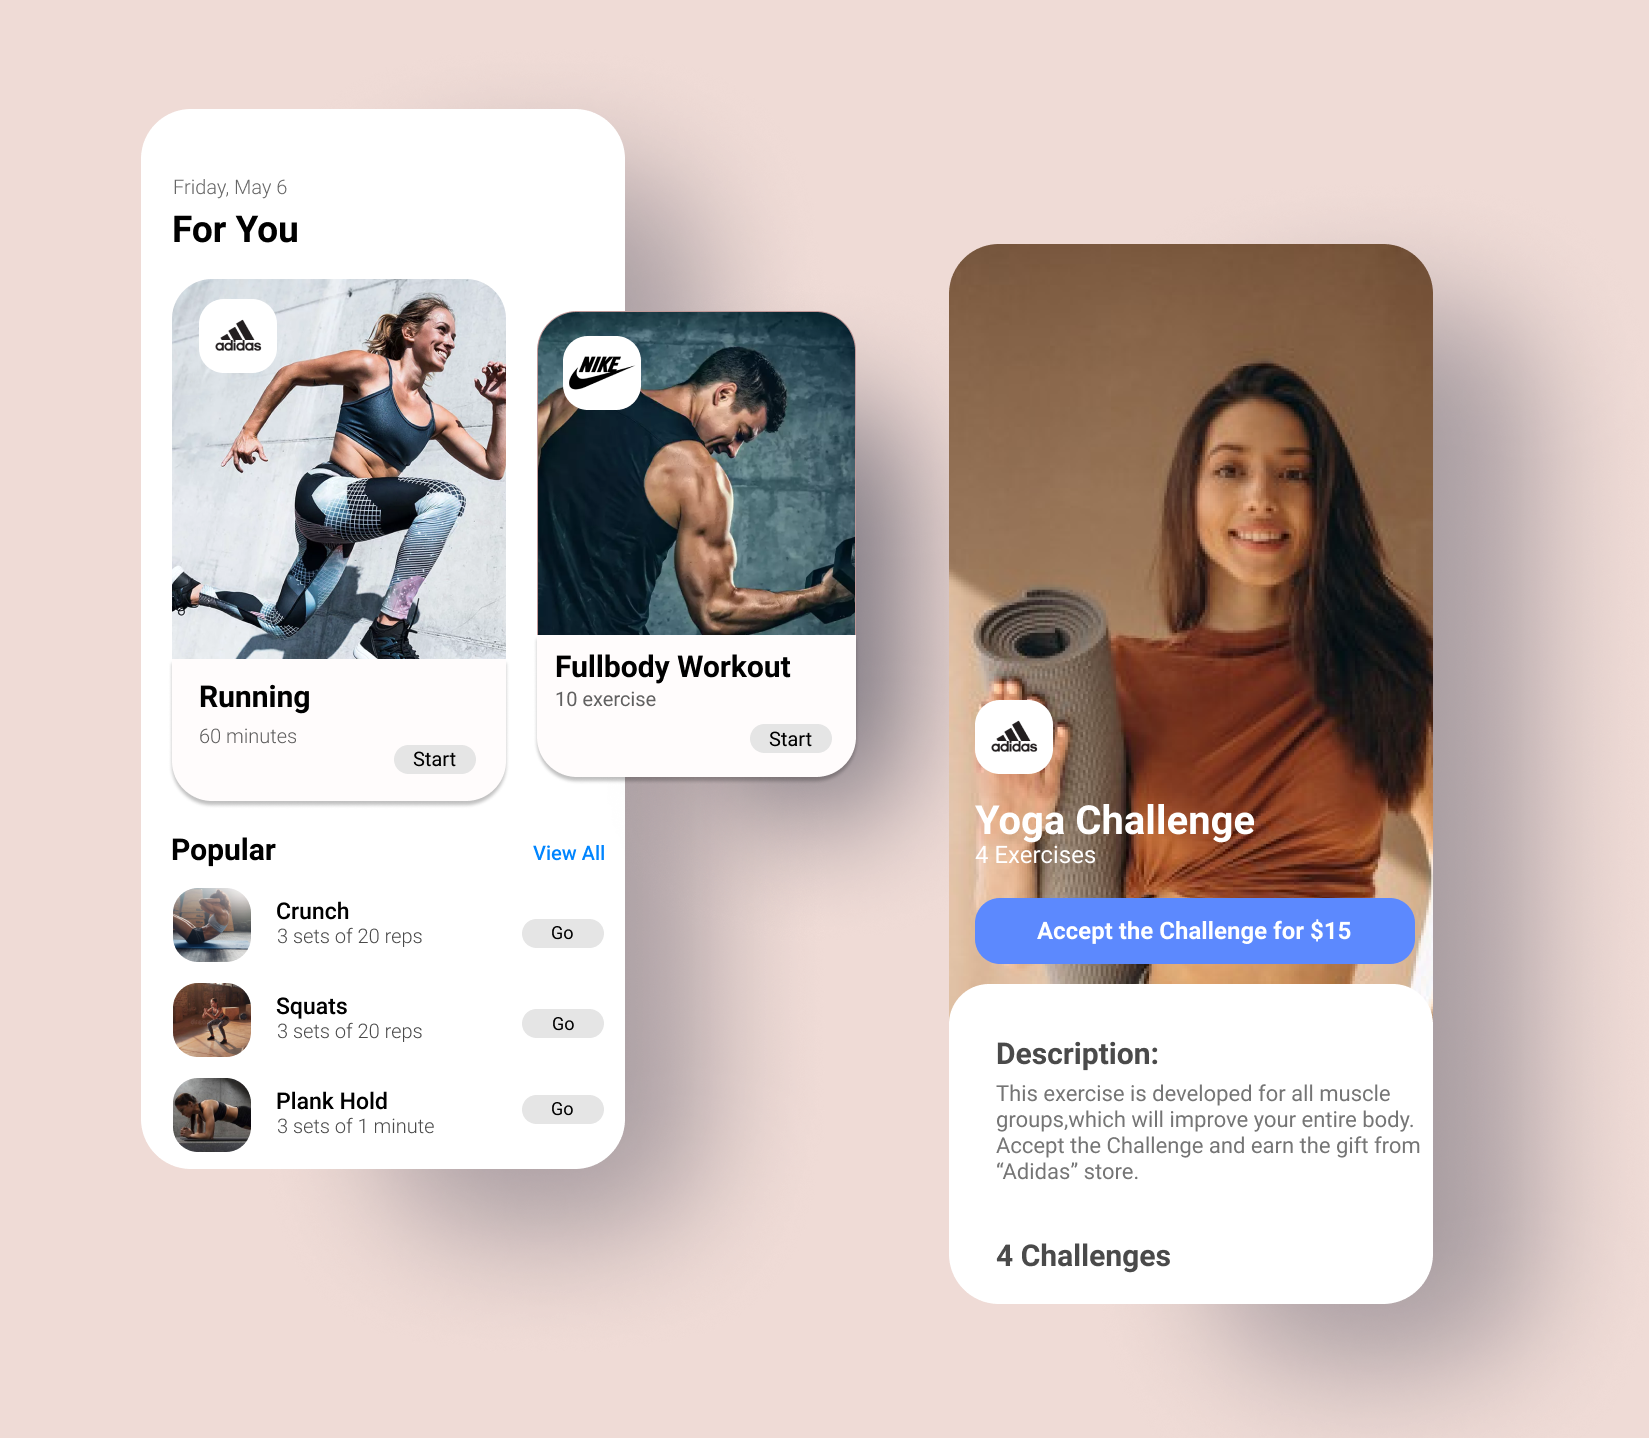 Friday, May 6
For You
adidas
Running
60 minutes
Start
NIKE
Fullbody Workout
10 exercise
Start
Popular
View All
Crunch
3 sets of 20 reps
Go
Squats
3 sets of 20 reps
Go
Plank Hold
3 sets of 1 minute
Go
adidas
Yoga Challenge
4 Exercises
Accept the Challenge for $15
Description:
This exercise is developed for all muscle
groups,which will improve your entire body.
Accept the Challenge and earn the gift from
“Adidas” store.
4 Challenges